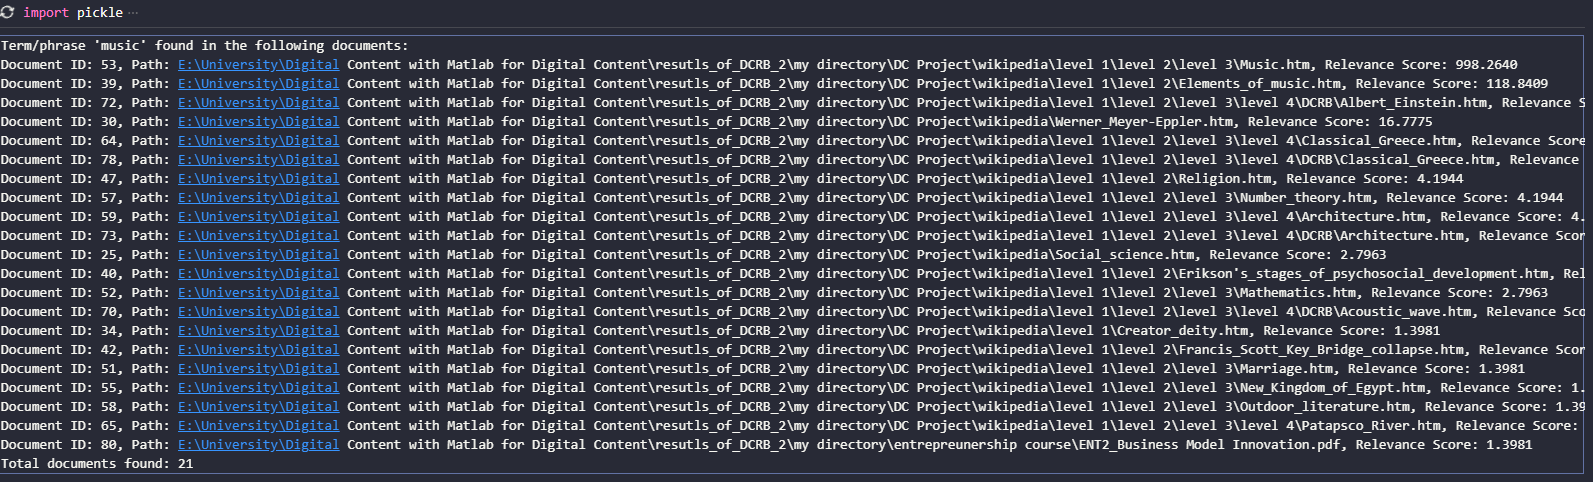 import pickle ...
Term/phrase 'music' found in the following documents:
Document ID: 53, Path: E:\University\Digital Content with Matlab for Digital Content\resutls_of_DCRB_2\my directory\DC Project\wikipedia\level 1\level 2\level 3\Music.htm, Relevance Score: 998.2640
Document ID: 39, Path: E:\University\Digital Content with Matlab for Digital Content\resutls_of_DCRB_2\my directory\DC Project\wikipedia\level 1\level 2\Elements_of_music.htm, Relevance Score: 118.8409
Document ID: 72, Path: E:\University\Digital Content with Matlab for Digital Content\resutls_of_DCRB_2\my directory\DC Project\wikipedia\level 1\level 2\level 3\level 4\DCRB\Albert_Einstein.htm, Relevance S
Document ID: 30, Path: E:\University\Digital Content with Matlab for Digital Content\resutls_of_DCRB_2\my directory\DC Project\wikipedia\Werner_Meyer-Eppler.htm, Relevance Score: 16.7775
Document ID: 64, Path: E:\University\Digital Content with Matlab for Digital Content\resutls_of_DCRB_2\my directory\DC Project\wikipedia\level 1\level 2\level 3\level 4\Classical_Greece.htm, Relevance Score
Document ID: 78, Path: E:\University\Digital Content with Matlab for Digital Content\resutls_of_DCRB_2\my directory\DC Project\wikipedia\level 1\level 2\level 3\level 4\DCRB\Classical_Greece.htm, Relevance
Document ID: 47, Path: E:\University\Digital Content with Matlab for Digital Content\resutls_of_DCRB_2\my directory\DC Project\wikipedia\level 1\level 2\Religion.htm, Relevance Score: 4.1944
Document ID: 57, Path: E:\University\Digital Content with Matlab for Digital Content\resutls_of_DCRB_2\my directory\DC Project\wikipedia\level 1\level 2\level 3\Number_theory.htm, Relevance Score: 4.1944
Document ID: 59, Path: E:\University\Digital Content with Matlab for Digital Content\resutls_of_DCRB_2\my directory\DC Project\wikipedia\level 1\level 2\level 3\level 4\Architecture.htm, Relevance Score: 4.
Document ID: 73, Path: E:\University\Digital Content with Matlab for Digital Content\resutls_of_DCRB_2\my directory\DC Project\wikipedia\level 1\level 2\level 3\level 4\DCRB\Architecture.htm, Relevance Scor
Document ID: 25, Path: E:\University\Digital Content with Matlab for Digital Content\resutls_of_DCRB_2\my directory\DC Project\wikipedia\Social_science.htm, Relevance Score: 2.7963
Document ID: 40, Path: E:\University\Digital Content with Matlab for Digital Content\resutls_of_DCRB_2\my directory\DC Project\wikipedia\level 1\level 2\Erikson's_stages_of_psychosocial_development.htm, Rel
Document ID: 52, Path: E:\University\Digital Content with Matlab for Digital Content\resutls_of_DCRB_2\my directory\DC Project\wikipedia\level 1\level 2\level 3\Mathematics.htm, Relevance Score: 2.7963
Document ID: 70, Path: E:\University\Digital Content with Matlab for Digital Content\resutls_of_DCRB_2\my directory\DC Project\wikipedia\level 1\level 2\level 3\level 4\DCRB\Acoustic_wave.htm, Relevance Sco
Document ID: 34, Path: E:\University\Digital Content with Matlab for Digital Content\resutls_of_DCRB_2\my directory\DC Project\wikipedia\level 1\Creator_deity.htm, Relevance Score: 1.3981
Document ID: 42, Path: E:\University\Digital Content with Matlab for Digital Content\resutls_of_DCRB_2\my directory\DC Project\wikipedia\level 1\level 2\Francis_Scott_Key_Bridge_collapse.htm, Relevance Scor
Document ID: 51, Path: E:\University\Digital Content with Matlab for Digital Content\resutls_of_DCRB_2\my directory\DC Project\wikipedia\level 1\level 2\level 3\Marriage.htm, Relevance Score: 1.3981
Document ID: 55, Path: E:\University\Digital Content with Matlab for Digital Content\resutls_of_DCRB_2\my directory\DC Project\wikipedia\level 1\level 2\level 3\New_Kingdom_of_Egypt.htm, Relevance Score: 1.
Document ID: 58, Path: E:\University\Digital Content with Matlab for Digital Content\resutls_of_DCRB_2\my directory\DC Project\wikipedia\level 1\level 2\level 3\Outdoor_literature.htm, Relevance Score: 1.39
Document ID: 65, Path: E:\University\Digital Content with Matlab for Digital Content\resutls_of_DCRB_2\my directory\DC Project\wikipedia\level 1\level 2\level 3\level 4\Patapsco_River.htm, Relevance Score:
Document ID: 80, Path: E:\University\Digital Content with Matlab for Digital Content\resutls_of_DCRB_2\my directory\entrepreunership course\ENT2_Business Model Innovation.pdf, Relevance Score: 1.3981
Total documents found: 21